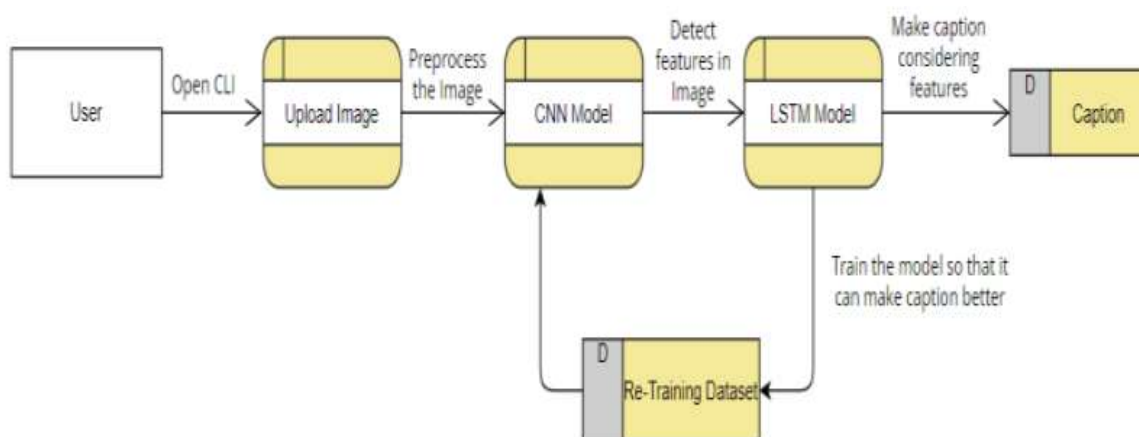 User
Open CLI
Upload Image
Preprocess
the Image
CNN Model
Detect
features in
Image
LSTM Model
Make caption
considering
features
D
Caption
Train the model so that it
can make caption better
D
Re-Training Dataset